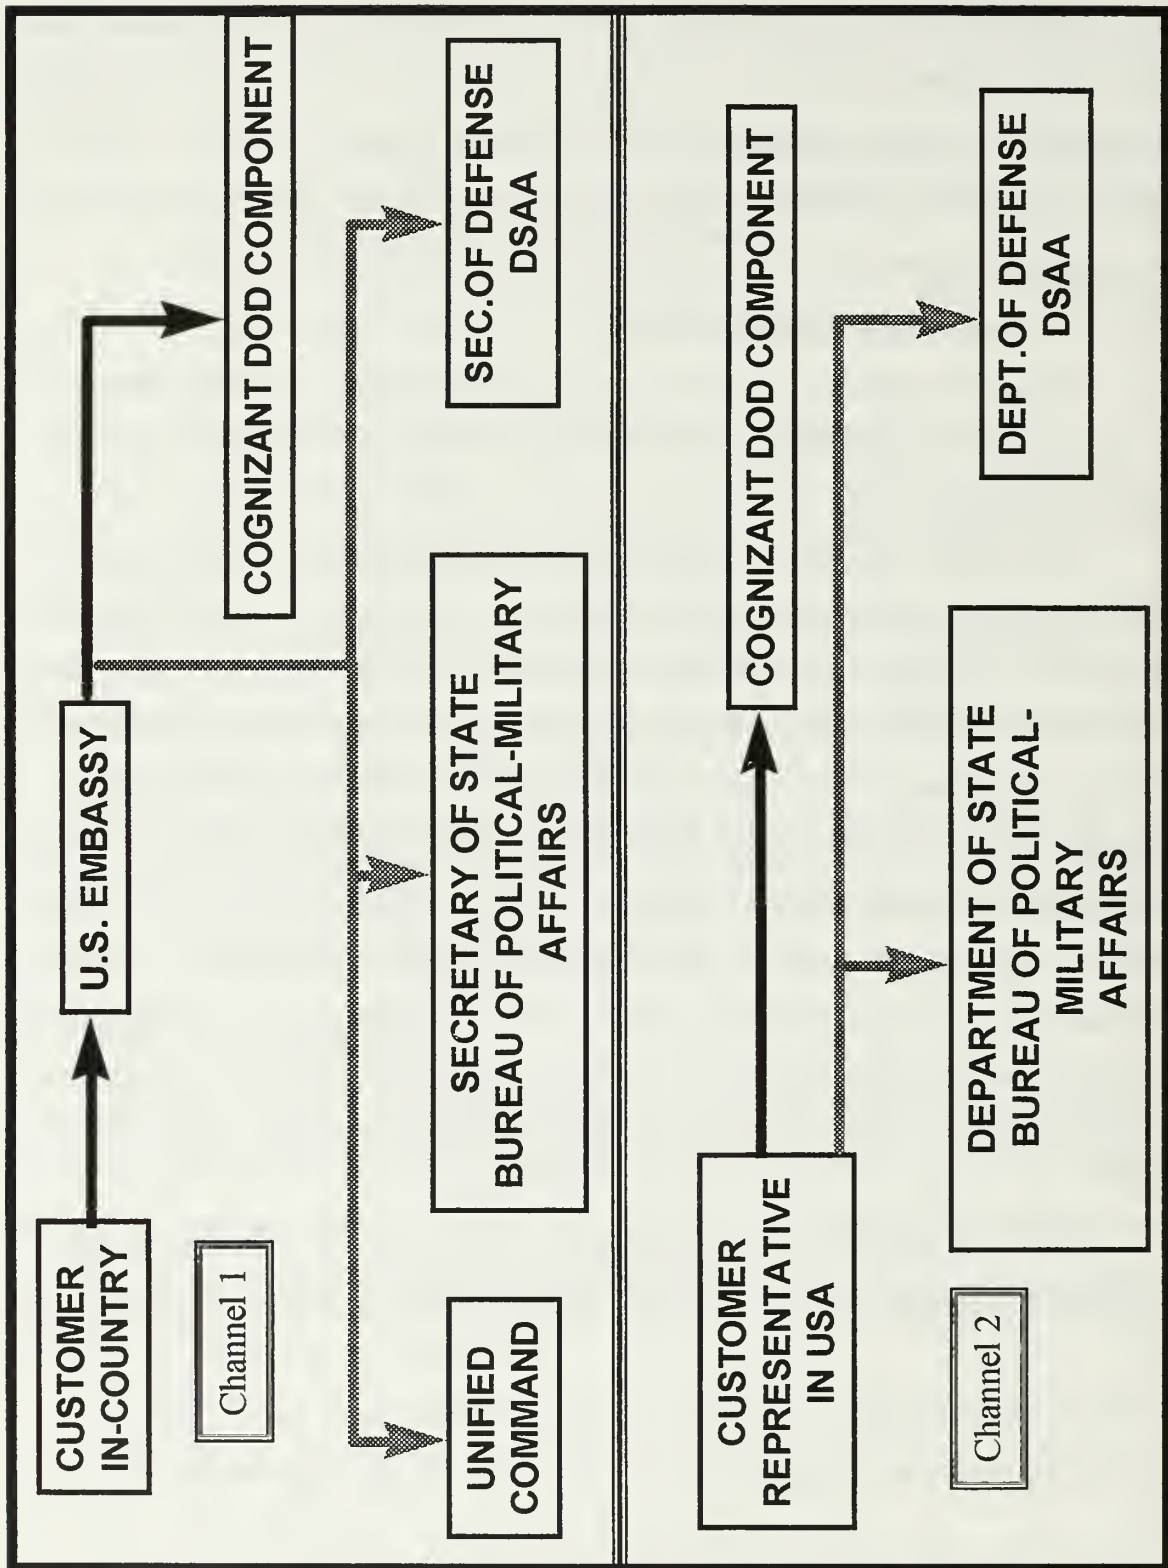 CUSTOMER
IN-COUNTRY
U.S. EMBASSY
COGNIZANT DOD COMPONENT
Channel 1
UNIFIED
COMMAND
SECRETARY OF STATE
BUREAU OF POLITICAL-MILITARY
AFFAIRS
SEC.OF DEFENSE
DSAA
CUSTOMER
REPRESENTATIVE
IN USA
COGNIZANT DOD COMPONENT
Channel 2
DEPARTMENT OF STATE
BUREAU OF POLITICAL-
MILITARY
AFFAIRS
DEPT.OF DEFENSE
DSAA